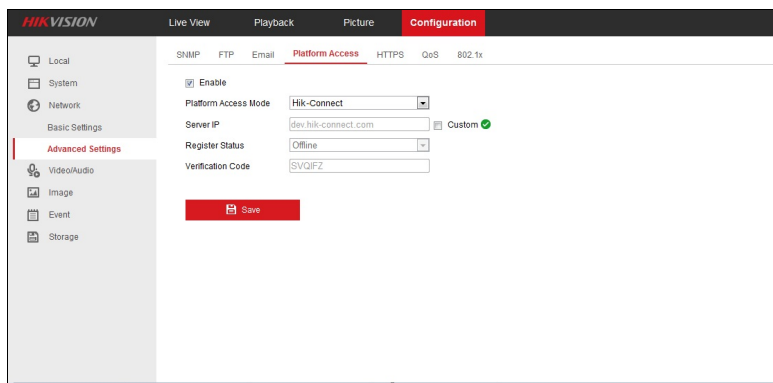 HIKVISION
Live View Playback Picture Configuration
Local
System
Network
Basic Settings
Advanced Settings
Video/Audio
Image
Event
Storage
SNMP FTP Email Platform Access HTTPS QoS 802.1x
Enable
Platform Access Mode Hik-Connect
Server IP dev.hik-connect.com Custom
Register Status Offline
Verification Code SVQIFZ
Save